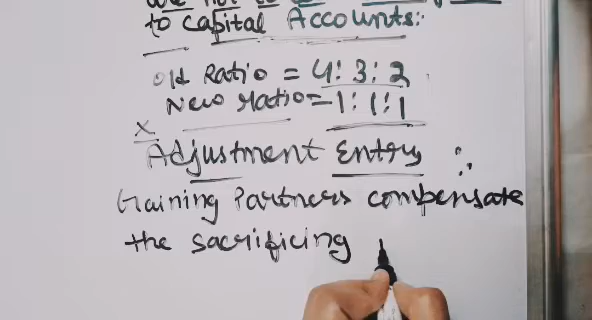 to capital Accounts:
Old Ratio = 4:3:2
New ratio = 1:1:1
x
Adjustment Entry
Gaining Partners compensate
the sacrificing